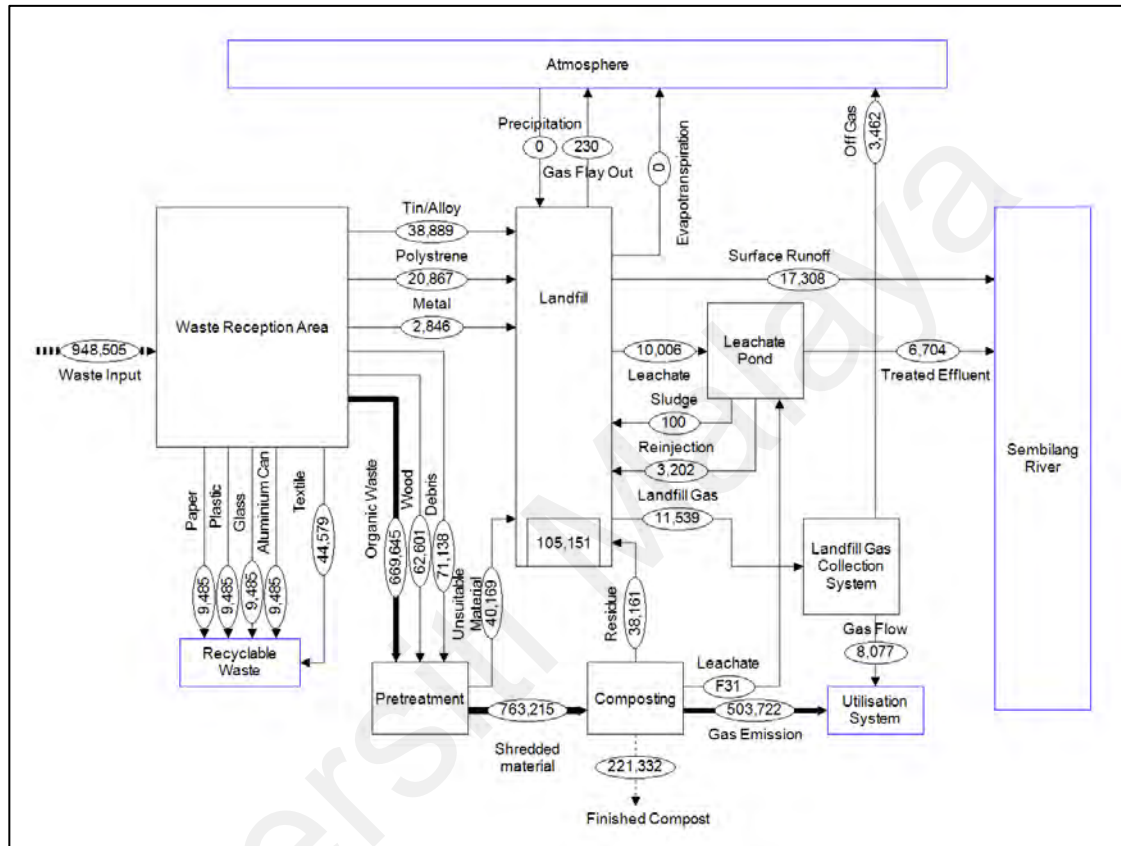 Atmosphere
Precipitation
0
230
Gas Flay Out
0
Evapotranspiration
Off Gas
3,462
Tin/Alloy
38,889
Polystrene
20,867
Metal
2,846
Waste Reception Area
948,505
Waste Input
Landfill
Surface Runoff
17,308
10,006
Leachate
Leachate
Pond
6,704
Treated Effluent
Sludge
100
Reinjection
3,202
Landfill Gas
11,539
Sembilang
River
Paper
Plastic
Glass
Aluminium Can
Textile
44,579
9,485
9,485
9,485
9,485
Recyclable
Waste
Organic Waste
Wood
Debris
669,645
62,601
71,138
Unsuitable
Material
40,169
105,151
Residue
38,161
Landfill Gas
Collection
System
Gas Flow
8,077
Pretreatment
763,215
Shredded
material
Composting
Leachate
F31
503,722
Gas Emission
Utilisation
System
221,332
Finished Compost
ersiti Malaya